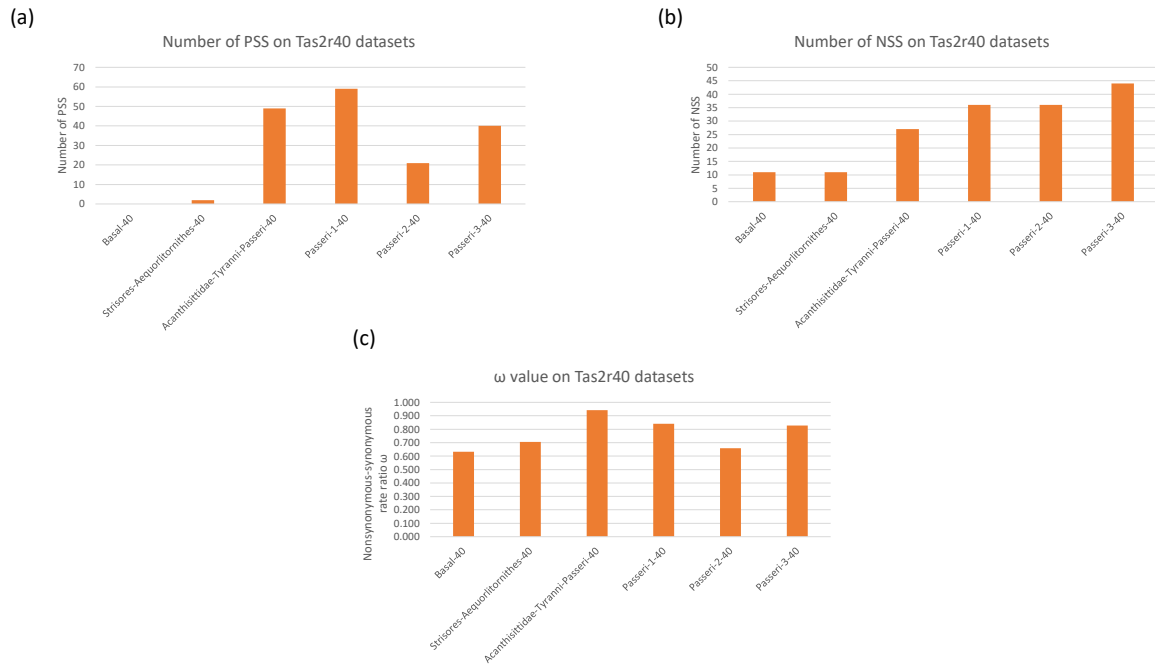 (a)
Number of PSS on Tas2r40 datasets
Number of PSS
70
60
50
40
30
20
10
0
Basal-40
Strisores-Aequorlitornithes-40
Acanthisittidae-Tyranni-Passeri-40
Passeri-1-40
Passeri-2-40
Passeri-3-40
(b)
Number of NSS on Tas2r40 datasets
Number of NSS
50
45
40
35
30
25
20
15
10
5
0
Basal-40
Strisores-Aequorlitornithes-40
Acanthisittidae-Tyranni-Passeri-40
Passeri-1-40
Passeri-2-40
Passeri-3-40
(c)
ω value on Tas2r40 datasets
Nonsynonymous-synonymous
rate ratio ω
1.000
0.900
0.800
0.700
0.600
0.500
0.400
0.300
0.200
0.100
0.000
Basal-40
Strisores-Aequorlitornithes-40
Acanthisittidae-Tyranni-Passeri-40
Passeri-1-40
Passeri-2-40
Passeri-3-40